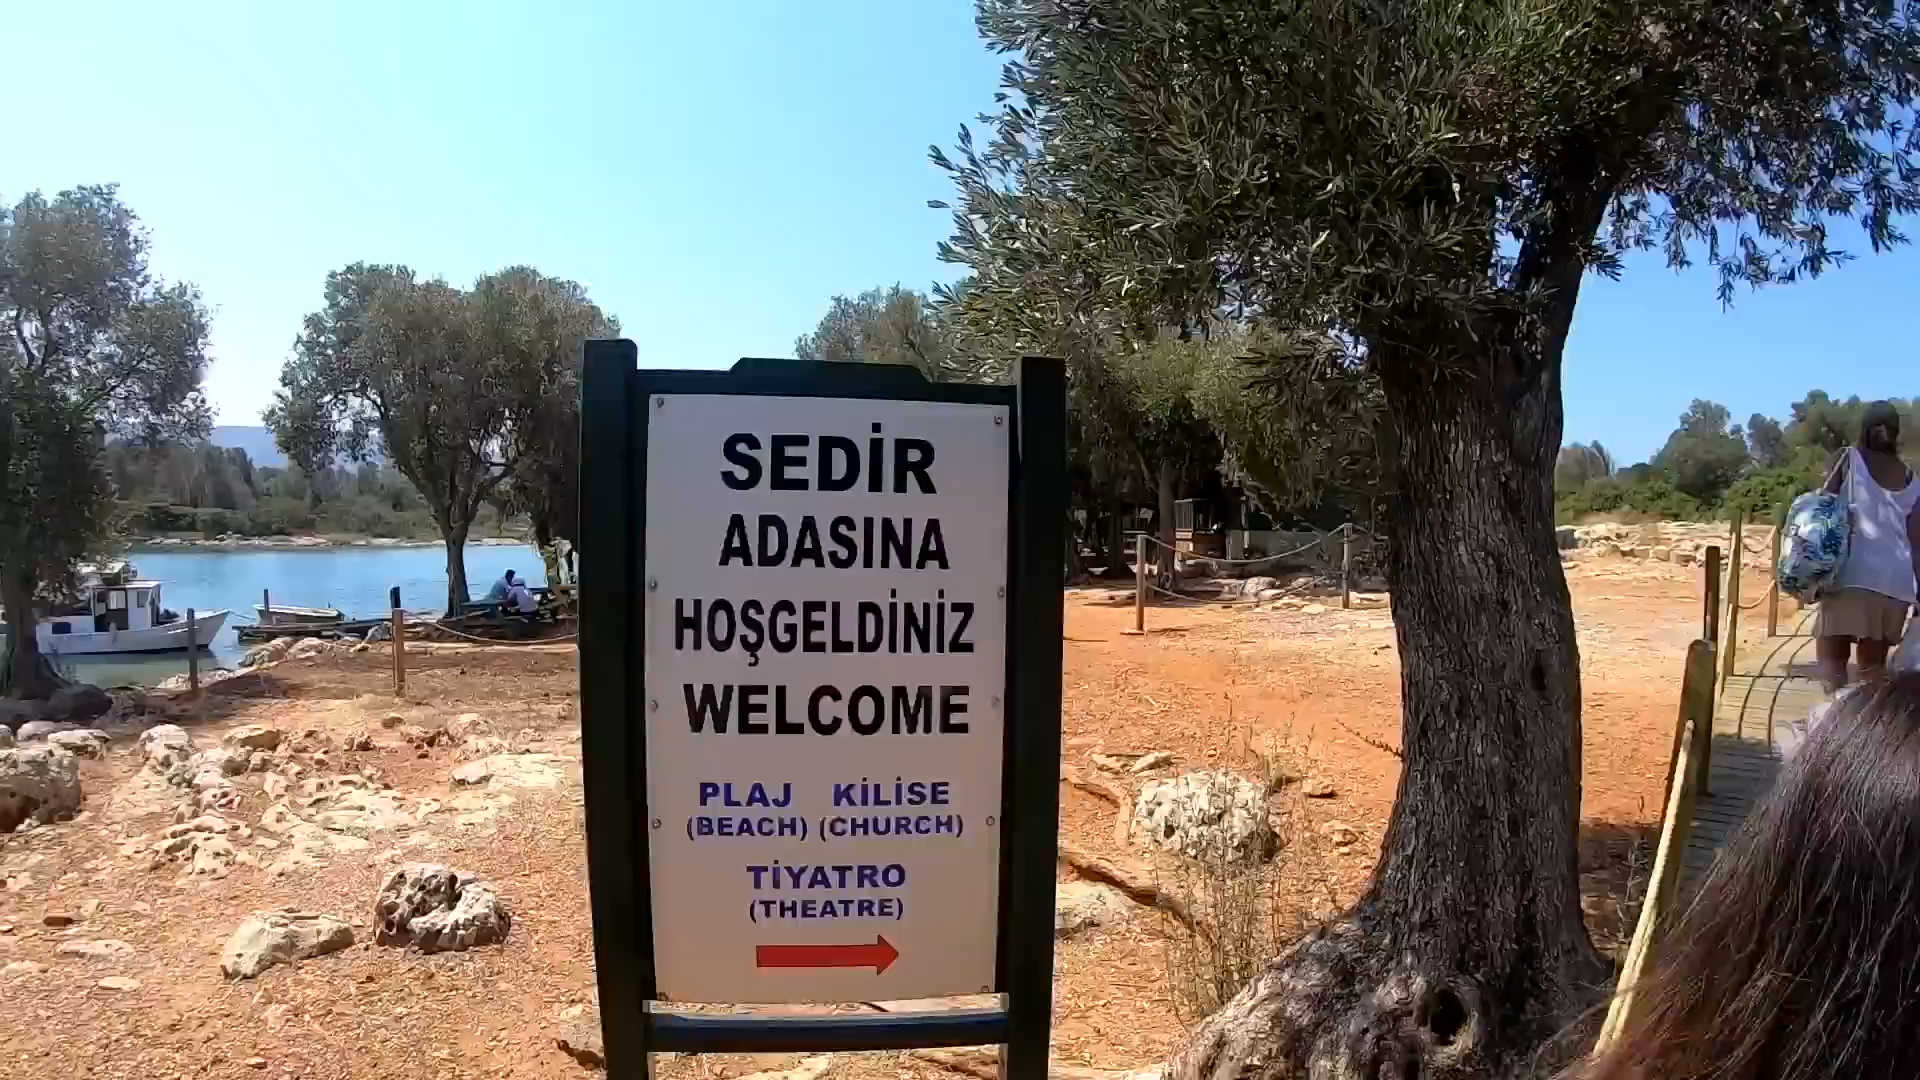 SEDİR
ADASINA
HOŞGELDİNİZ
WELCOME
PLAJ KİLİSE
(BEACH) (CHURCH)
TİYATRO
(THEATRE)